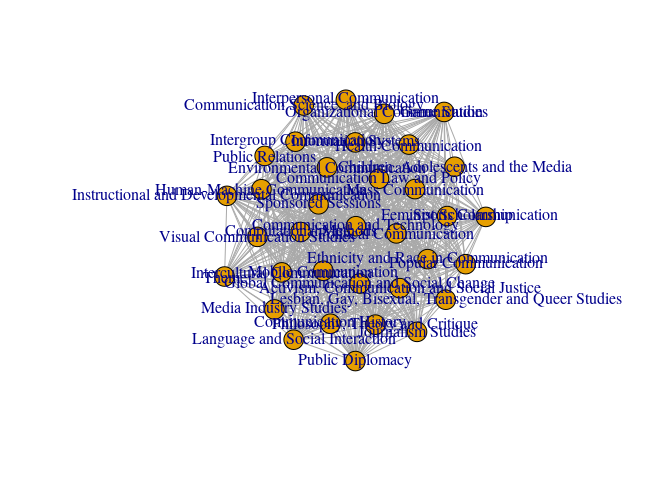 Interpersonal Communication
Communication Science and Biology
Organizational Communication
Game Studies
Intergroup Communication
Information Systems
Health Communication
Public Relations
Environmental Communication
Children, Adolescents and the Media
Communication Law and Policy
Instructional and Developmental Communication
Human-Machine Communication
Mass Communication
Sponsored Sessions
Feminist Scholarship
Sports Communication
Communication and Technology
Computational Methods
Political Communication
Visual Communication Studies
Ethnicity and Race in Communication
Popular Communication
Intercultural Communication
Mobile Communication
Theme
Global Communication and Social Change
Activism, Communication and Social Justice
Lesbian, Gay, Bisexual, Transgender and Queer Studies
Media Industry Studies
Communication History
Philosophy, Theory and Critique
Journalism Studies
Language and Social Interaction
Public Diplomacy